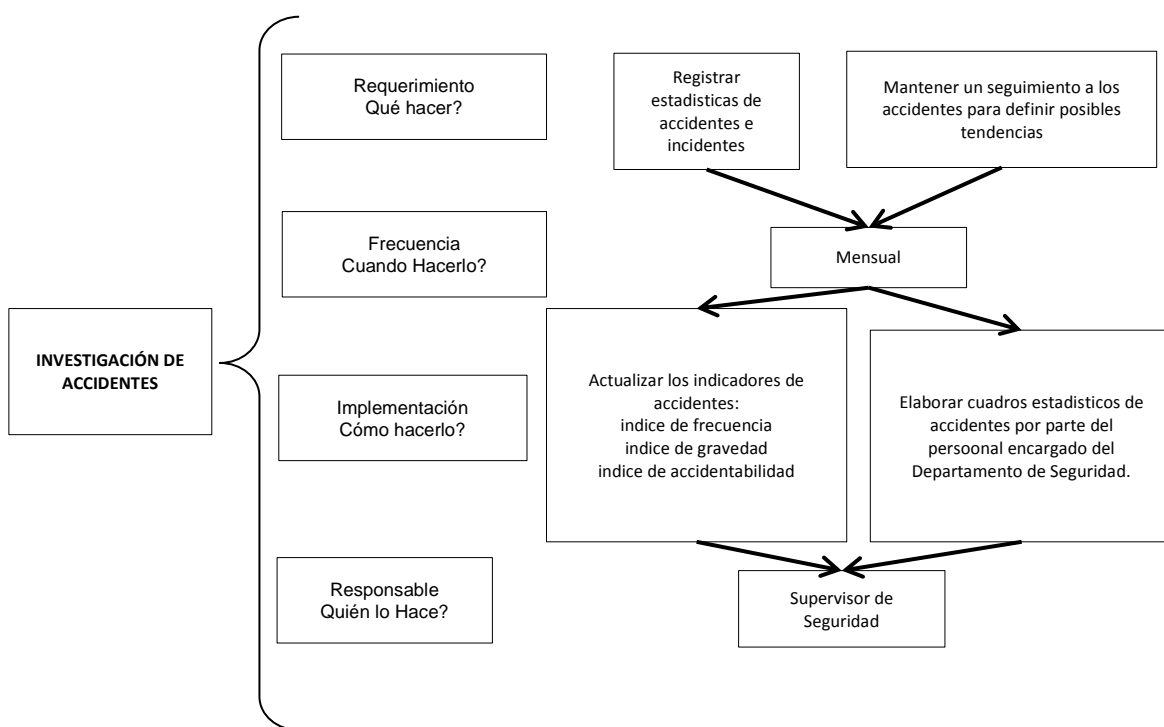 INVESTIGACIÓN DE
ACCIDENTES
Requerimiento
Qué hacer?
Registrar
estadisticas de
accidentes e
incidentes
Mantener un seguimiento a los
accidentes para definir posibles
tendencias
Frecuencia
Cuando Hacerlo?
Mensual
Implementación
Cómo hacerlo?
Actualizar los indicadores de
accidentes:
indice de frecuencia
indice de gravedad
indice de accidentabilidad
Elaborar cuadros estadisticos de
accidentes por parte del
persoonal encargado del
Departamento de Seguridad.
Responsable
Quién lo Hace?
Supervisor de
Seguridad